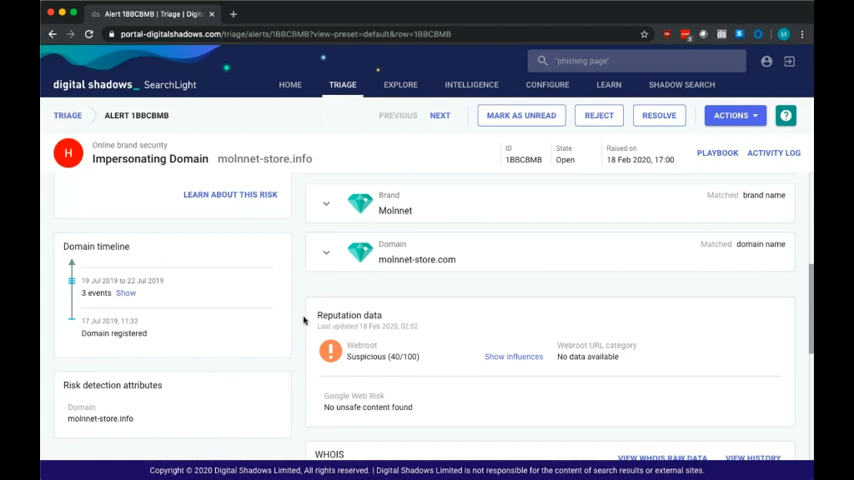 ds Alert 1BBCBMB | Triage | Digit
portal-digitalshadows.com/triage/alerts/1BBCBMB?view-preset=default&row=1BBCBMB
M
'phishing page'
digital shadows_ SearchLight
HOME TRIAGE EXPLORE INTELLIGENCE CONFIGURE LEARN SHADOW SEARCH
TRIAGE ALERT 1BBCBMB PREVIOUS NEXT MARK AS UNREAD REJECT RESOLVE ACTIONS ?
H
Online brand security
Impersonating Domain molnnet-store.info
ID
1BBCBMB
State
Open
Raised on
18 Feb 2020, 17:00
PLAYBOOK ACTIVITY LOG
LEARN ABOUT THIS RISK
Brand
Molnnet
Matched brand name
Domain
molnnet-store.com
Matched domain name
Domain timeline
19 Jul 2019 to 22 Jul 2019
3 events Show
17 Jul 2019, 11:32
Domain registered
Risk detection attributes
Domain
molnnet-store.info
Reputation data
Last updated 18 Feb 2020, 02:02
Webroot
Suspicious (40/100)
Show influences
Webroot URL category
No data available
Google Web Risk
No unsafe content found
WHOIS VIEW WHOIS RAW DATA VIEW HISTORY
Copyright © 2020 Digital Shadows Limited, All rights reserved. | Digital Shadows Limited is not responsible for the content of search results or external sites.